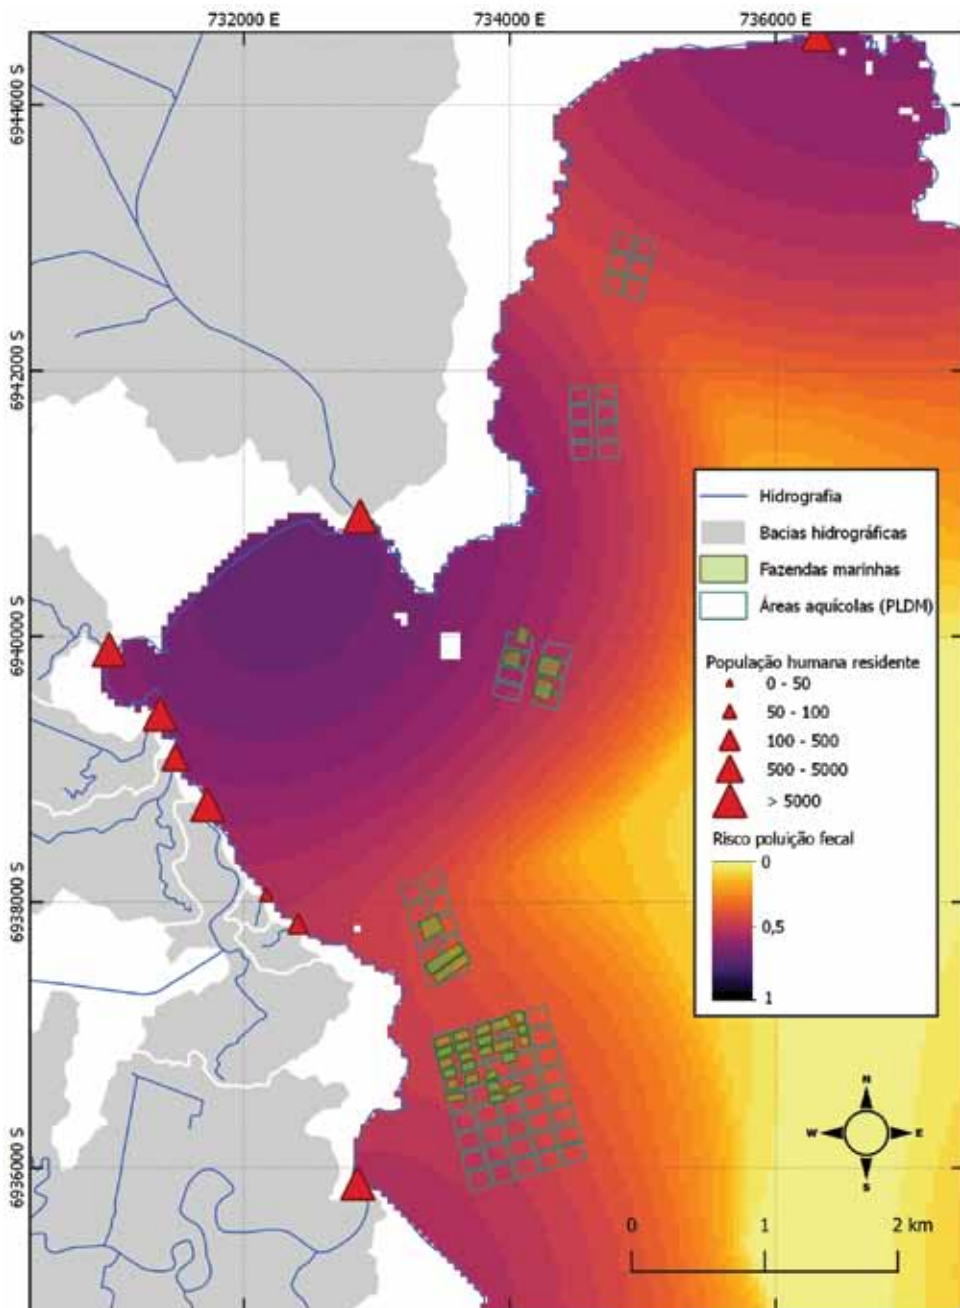 732000 E
734000 E
736000 E
6944000 S
6942000 S
6940000 S
6938000 S
6936000 S
Hidrografia
Bacias hidrográficas
Fazendas marinhas
Áreas aquícolas (PLDM)
População humana residente
0 - 50
50 - 100
100 - 500
500 - 5000
> 5000
Risco poluição fecal
0
0,5
1
N
W
E
S
0
1
2 km